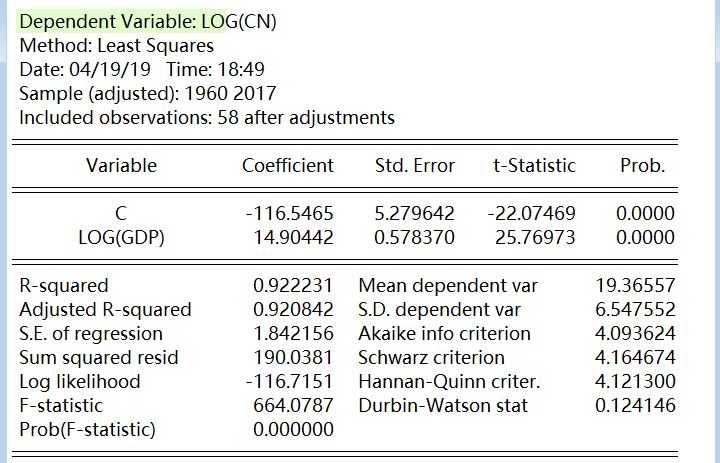 Dependent Variable: LOG(CN)
Method: Least Squares
Date: 04/19/19 Time: 18:49
Sample (adjusted): 1960 2017
Included observations: 58 after adjustments
Variable Coefficient Std. Error t-Statistic Prob.
C -116.5465 5.279642 -22.07469 0.0000
LOG(GDP) 14.90442 0.578370 25.76973 0.0000
R-squared 0.922231 Mean dependent var 19.36557
Adjusted R-squared 0.920842 S.D. dependent var 6.547552
S.E. of regression 1.842156 Akaike info criterion 4.093624
Sum squared resid 190.0381 Schwarz criterion 4.164674
Log likelihood -116.7151 Hannan-Quinn criter. 4.121300
F-statistic 664.0787 Durbin-Watson stat 0.124146
Prob(F-statistic) 0.000000